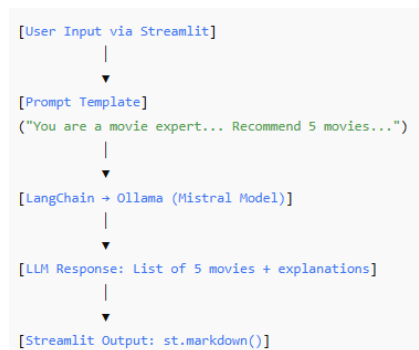 [User Input via Streamlit]
│
▼
[Prompt Template]
("You are a movie expert... Recommend 5 movies...")
│
▼
[LangChain → Ollama (Mistral Model)]
│
▼
[LLM Response: List of 5 movies + explanations]
│
▼
[Streamlit Output: st.markdown()]